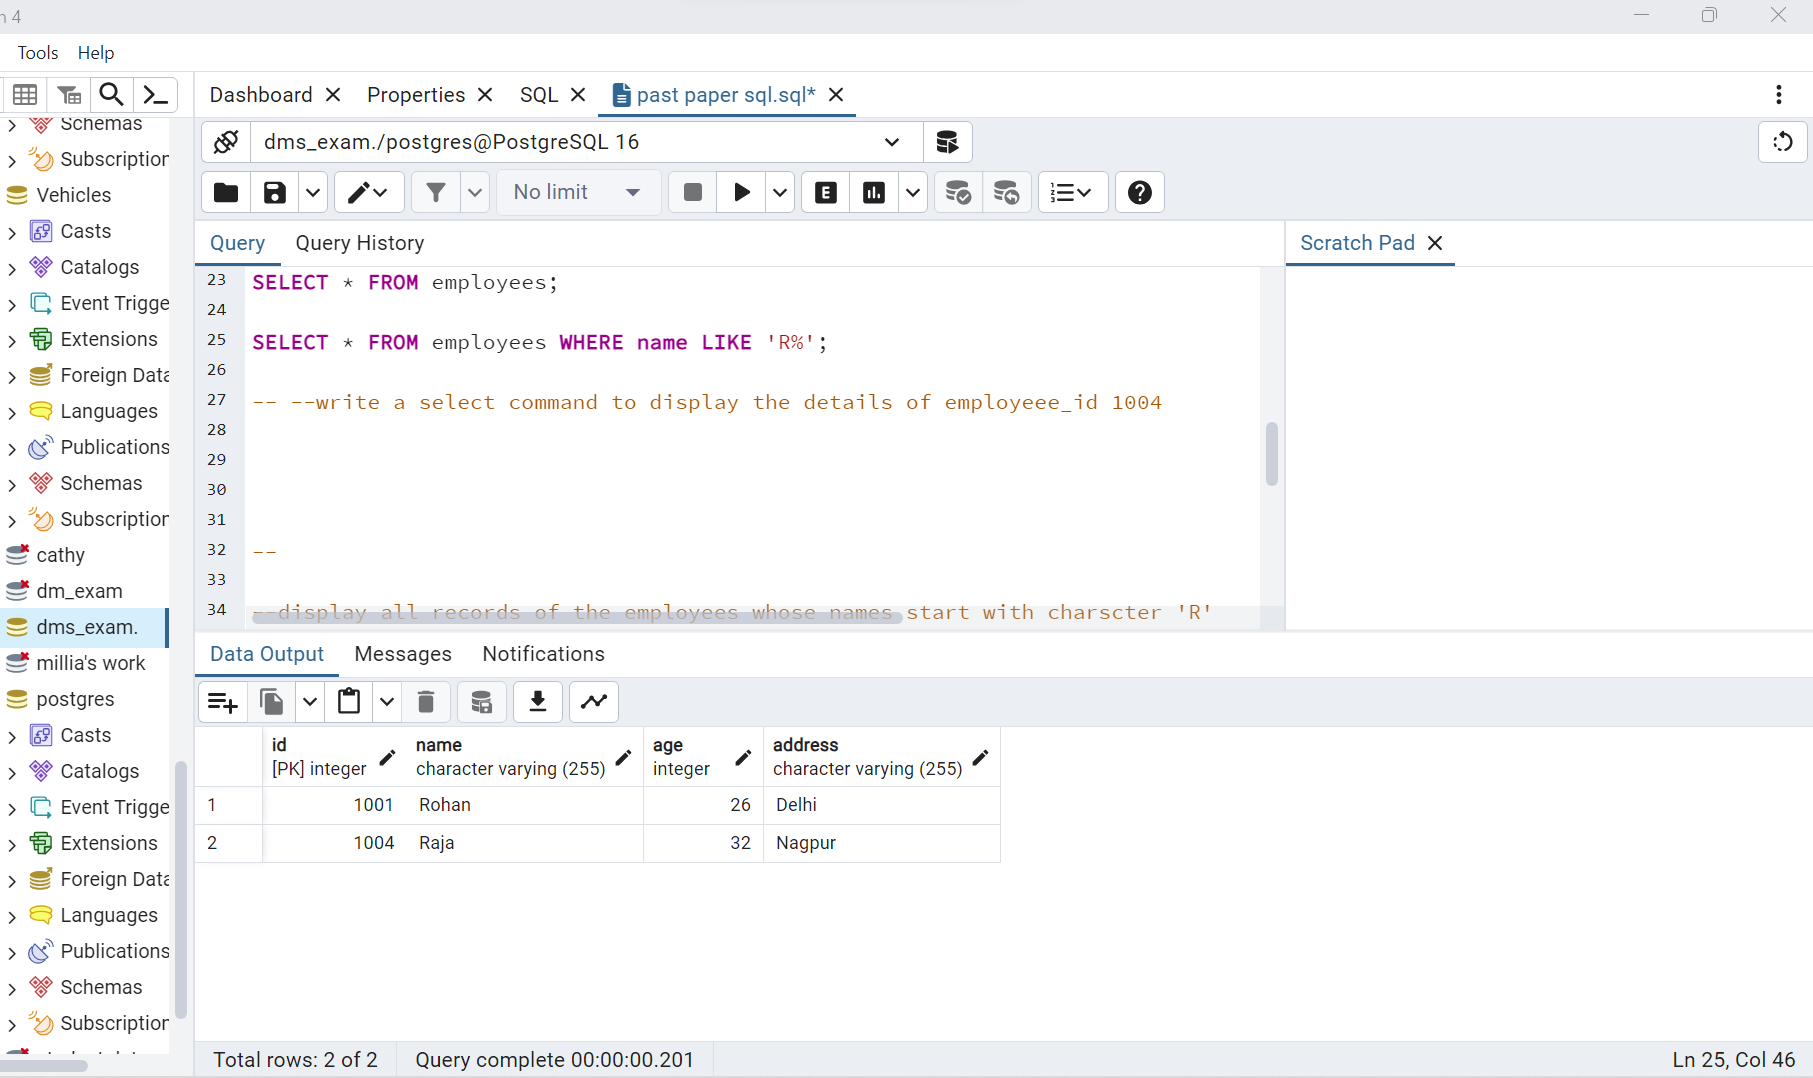 n 4
Tools Help
Dashboard Properties SQL past paper sql.sql*
dms_exam./postgres@PostgreSQL 16
No limit
Query Query History
Scratch Pad
23 SELECT * FROM employees;
24
25 SELECT * FROM employees WHERE name LIKE 'R%';
26
27 -- --write a select command to display the details of employeee_id 1004
28
29
30
31
32 --
33
34 --display all records of the employees whose names start with charscter 'R'
Schemas
Subscription
Vehicles
Casts
Catalogs
Event Trigge
Extensions
Foreign Data
Languages
Publications
Schemas
Subscription
cathy
dm_exam
dms_exam.
millia's work
postgres
Casts
Catalogs
Event Trigge
Extensions
Foreign Data
Languages
Publications
Schemas
Subscription
Data Output Messages Notifications
id name age address
[PK] integer character varying (255) integer character varying (255)
1 1001 Rohan 26 Delhi
2 1004 Raja 32 Nagpur
Total rows: 2 of 2 Query complete 00:00:00.201 Ln 25, Col 46